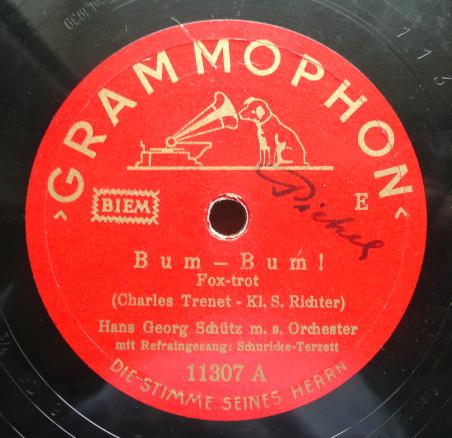 ›GRAMMOPHON‹
BIEM
E
Bum – Bum!
Fox-trot
(Charles Trenet - Kl. S. Richter)
Hans Georg Schütz m. s. Orchester
mit Refraingesang: Schuricke-Terzett
11307 A
DIE STIMME SEINES HERRN